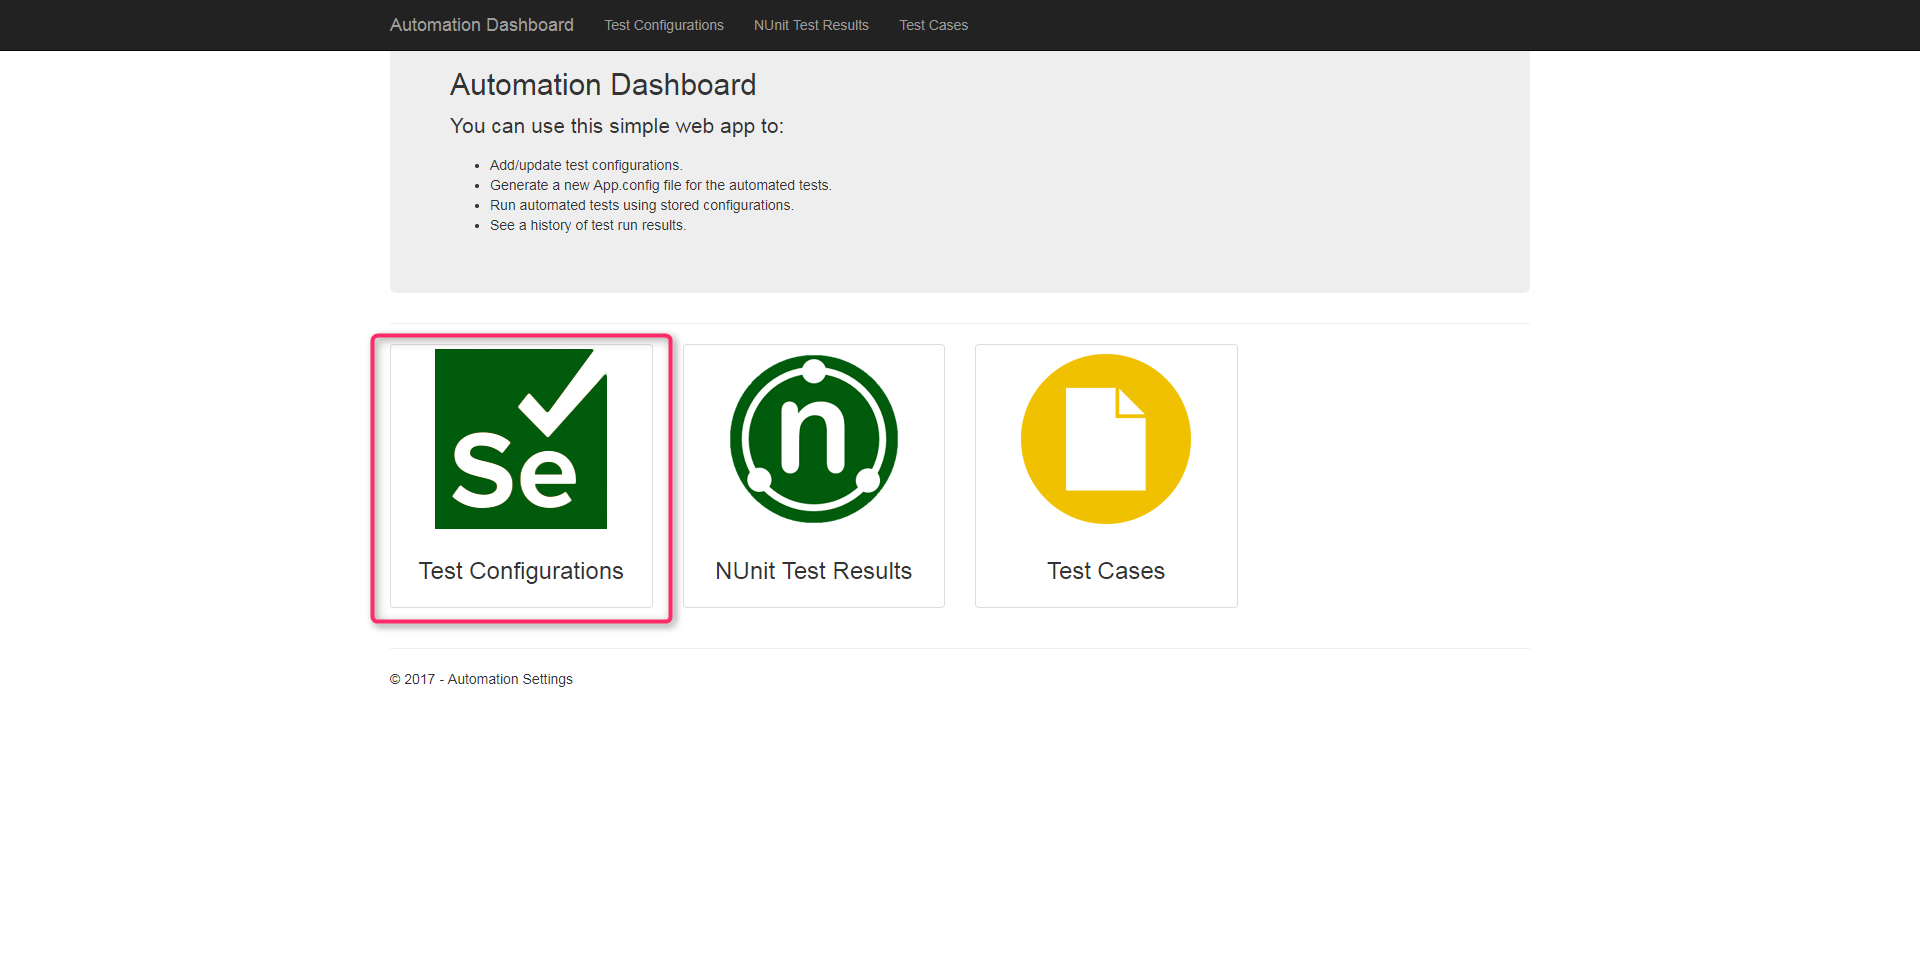 Automation Dashboard Test Configurations NUnit Test Results Test Cases
Automation Dashboard
You can use this simple web app to:
Add/update test configurations.
Generate a new App.config file for the automated tests.
Run automated tests using stored configurations.
See a history of test run results.
Se
n
Test Configurations
NUnit Test Results
Test Cases
© 2017 - Automation Settings